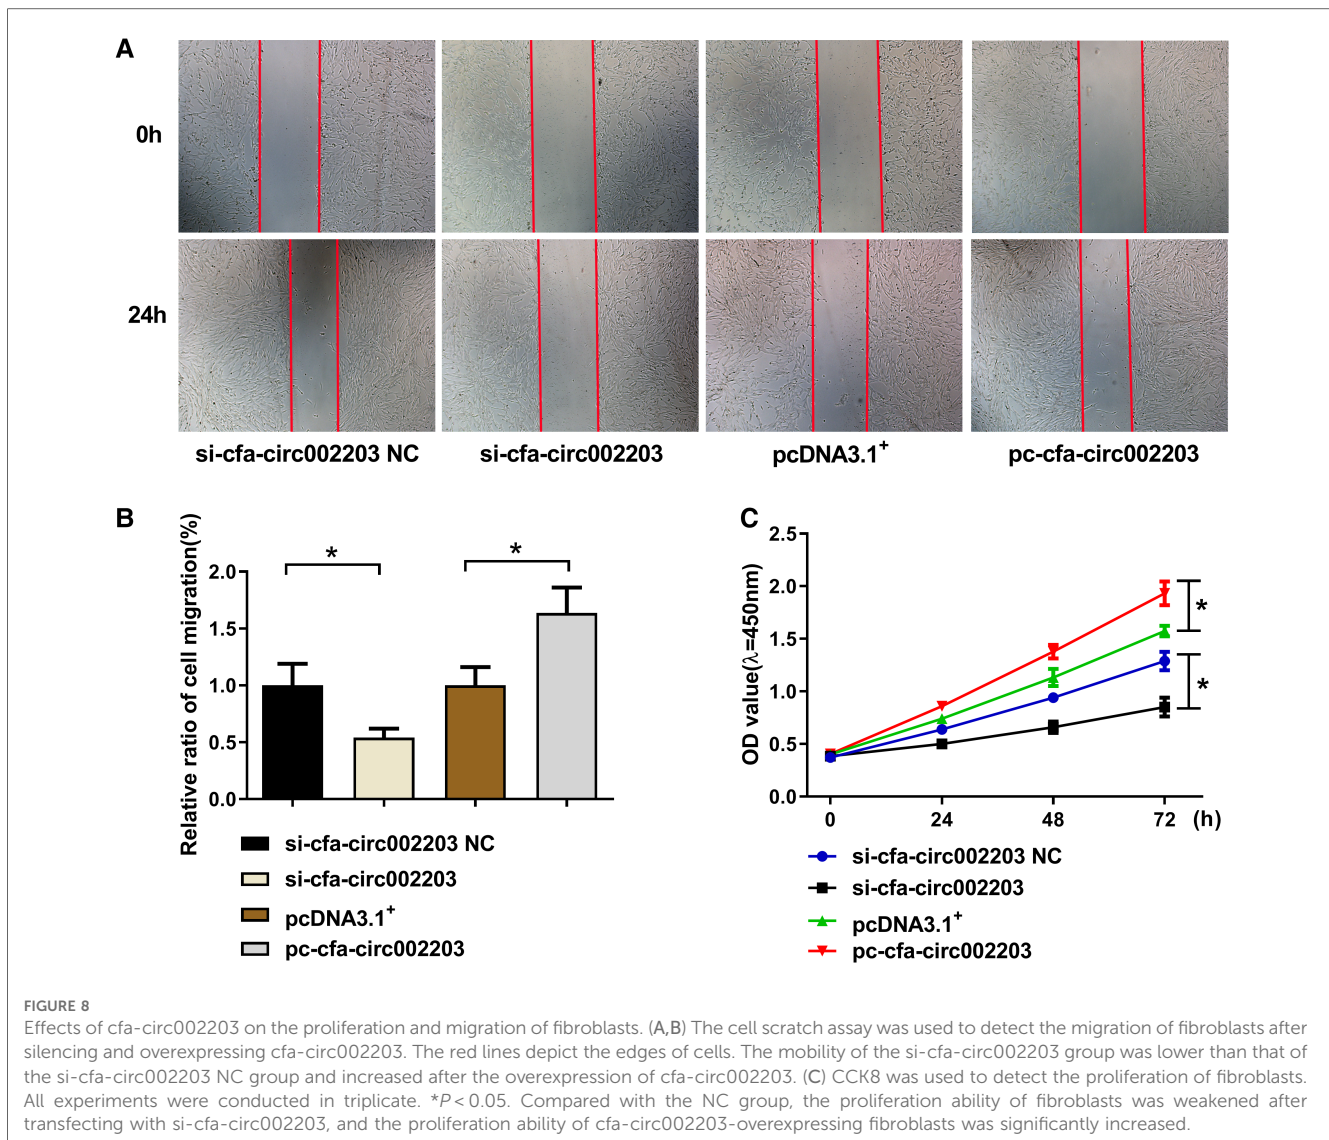 A
0h
24h
si-cfa-circ002203 NC
si-cfa-circ002203
pcDNA3.1+
pc-cfa-circ002203
B
Relative ratio of cell migration(%)
2.0
1.5
1.0
0.5
0.0
*
*
si-cfa-circ002203 NC
si-cfa-circ002203
pcDNA3.1+
pc-cfa-circ002203
C
OD value(λ=450nm)
2.5
2.0
1.5
1.0
0.5
0.0
0 24 48 72 (h)
*
*
si-cfa-circ002203 NC
si-cfa-circ002203
pcDNA3.1+
pc-cfa-circ002203
FIGURE 8
Effects of cfa-circ002203 on the proliferation and migration of fibroblasts. (A,B) The cell scratch assay was used to detect the migration of fibroblasts after
silencing and overexpressing cfa-circ002203. The red lines depict the edges of cells. The mobility of the si-cfa-circ002203 group was lower than that of
the si-cfa-circ002203 NC group and increased after the overexpression of cfa-circ002203. (C) CCK8 was used to detect the proliferation of fibroblasts.
All experiments were conducted in triplicate. *P < 0.05. Compared with the NC group, the proliferation ability of fibroblasts was weakened after
transfecting with si-cfa-circ002203, and the proliferation ability of cfa-circ002203-overexpressing fibroblasts was significantly increased.